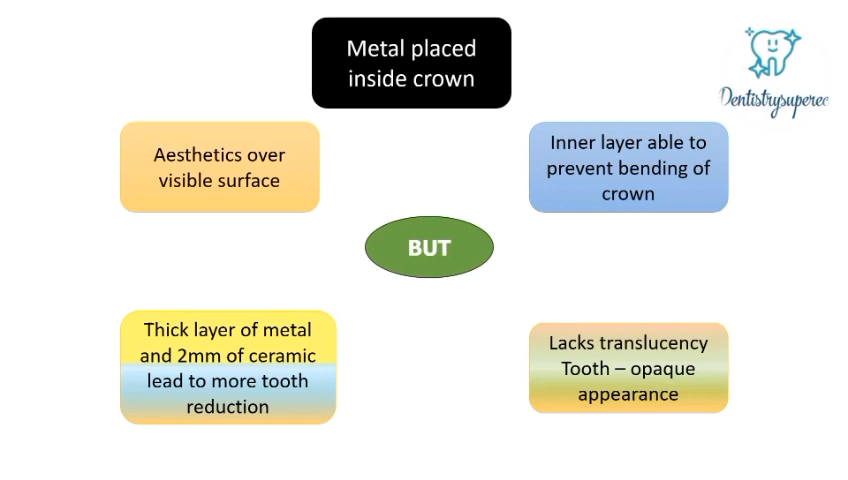 Metal placed
inside crown
Dentistrysuperec
Aesthetics over
visible surface
Inner layer able to
prevent bending of
crown
BUT
Thick layer of metal
and 2mm of ceramic
lead to more tooth
reduction
Lacks translucency
Tooth – opaque
appearance